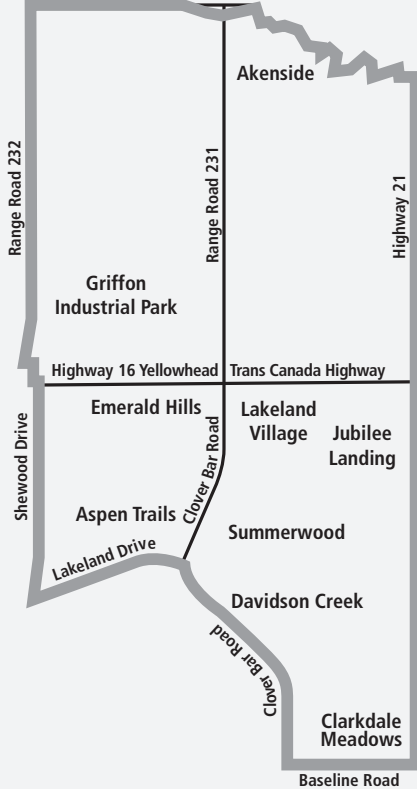 Akenside
Range Road 232
Range Road 231
Highway 21
Griffon
Industrial Park
Highway 16 Yellowhead
Trans Canada Highway
Emerald Hills
Lakeland
Village
Jubilee
Landing
Shewood Drive
Clover Bar Road
Aspen Trails
Summerwood
Lakeland Drive
Davidson Creek
Clover Bar Road
Clarkdale
Meadows
Baseline Road